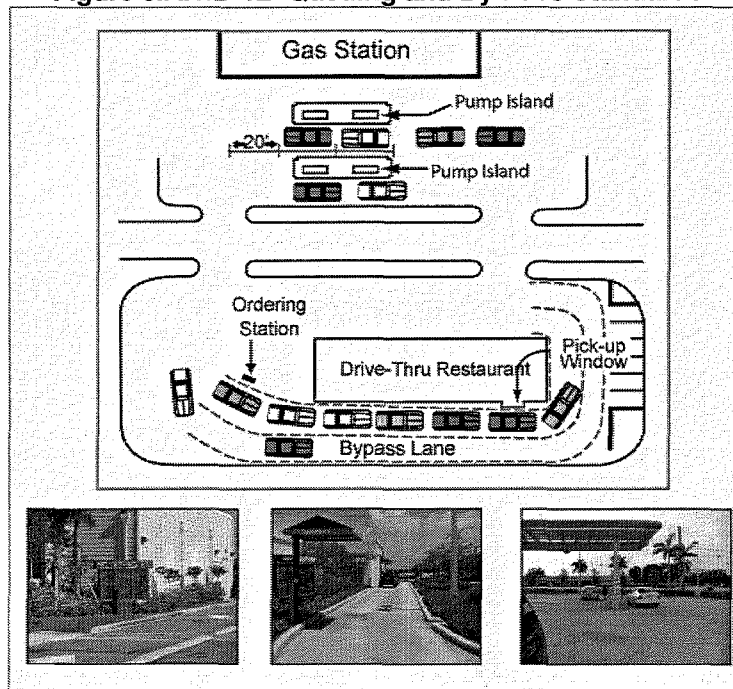 Gas Station
Pump Island
20'
Pump Island
Ordering
Station
Drive-Thru Restaurant
Pick-up
Window
Bypass Lane